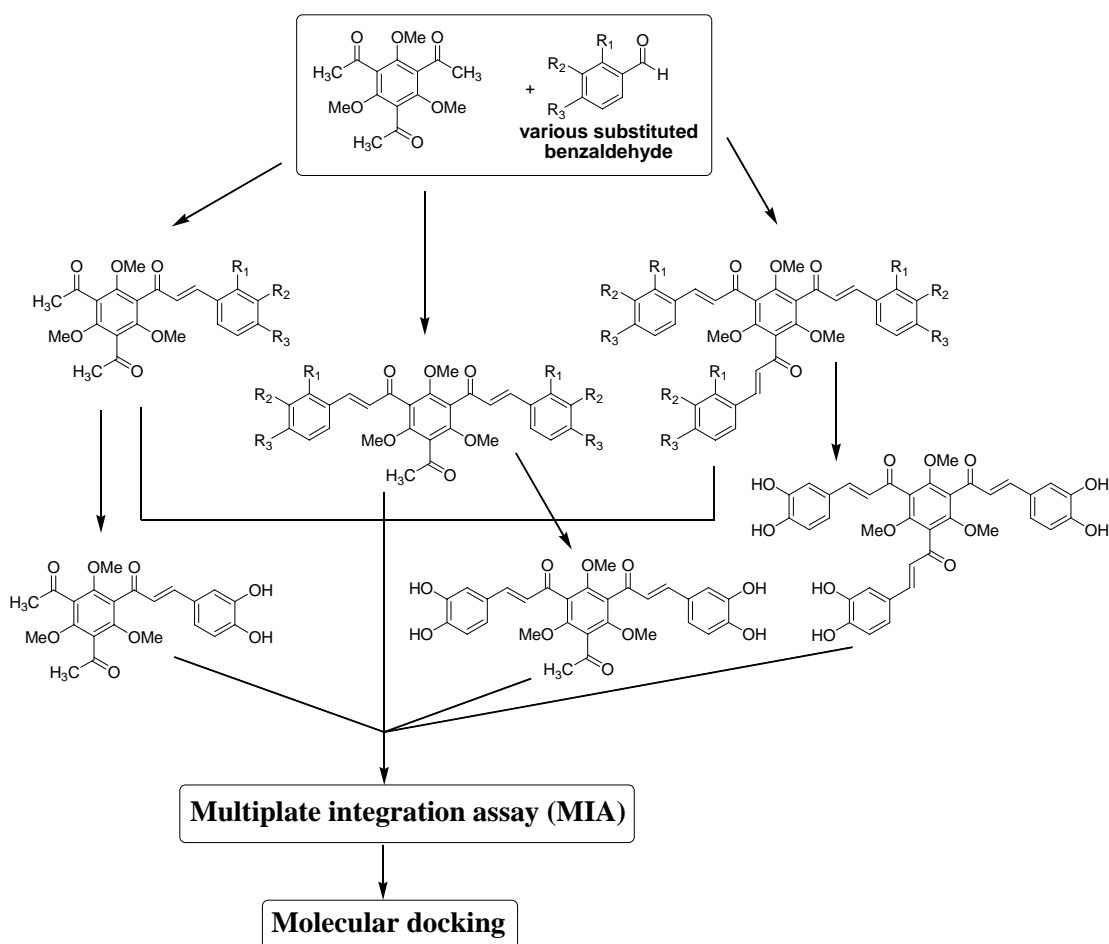 O OMe O
H₃C CH₃
MeO OMe
H₃C O
+
R₁ O
R₂ H
R₃
various substituted
benzaldehyde
O OMe O R₁
H₃C R₂
MeO OMe R₃
H₃C O
R₁ O OMe O R₁
R₂ R₂
R₃ MeO OMe R₃
H₃C O
R₁ O OMe O R₁
R₂ R₂
R₃ MeO OMe R₃
R₁ O
R₂
R₃
O OMe O
H₃C OH
MeO OMe OH
H₃C O
O OMe O
HO OH
OH MeO OMe OH
H₃C O
O OMe O
HO OH
OH MeO OMe OH
O
HO
HO
Multiplate integration assay (MIA)
Molecular docking